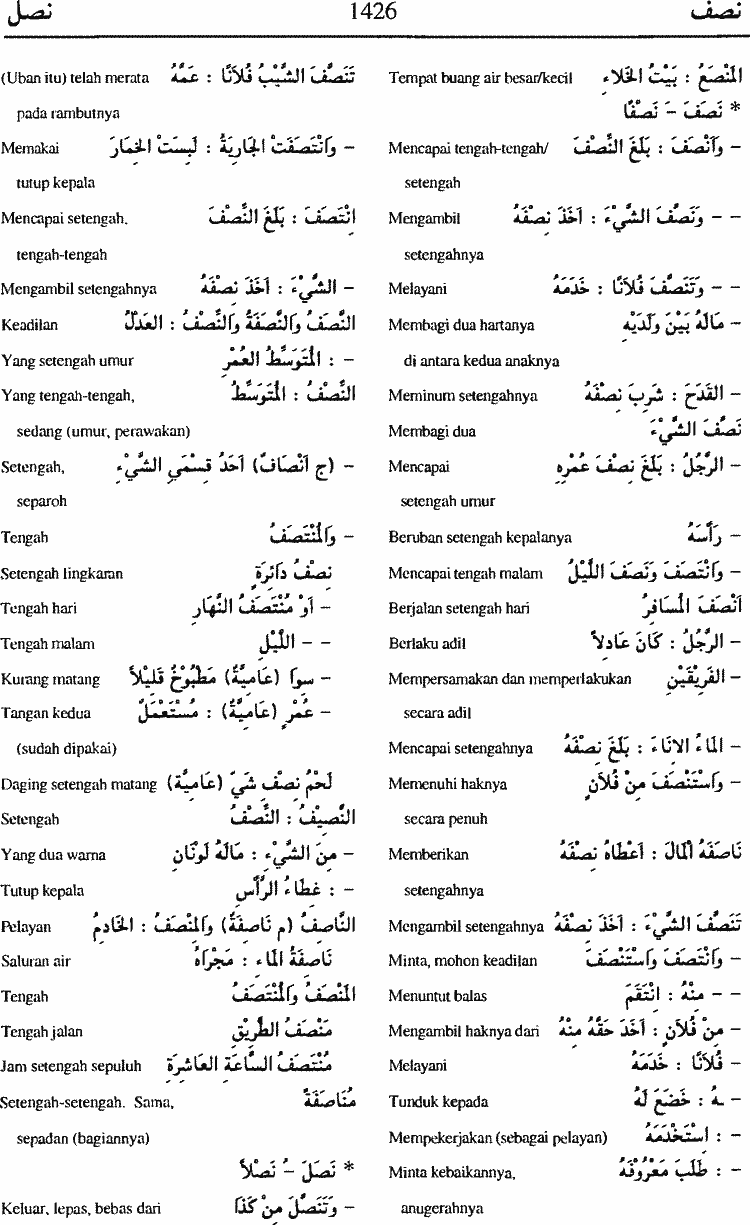 نصف 1426 نصل
المَنْصَعُ : بَيْتُ الخَلَاءِ Tempat buang air besar/kecil
* نَصَفَ – نَصْفًا
– وَأَنْصَفَ : بَلَغَ النِّصْفَ Mencapai tengah-tengah/
setengah
– – وَنَصَّفَ الشَّيْءَ : أَخَذَ نِصْفَهُ Mengambil
setengahnya
– – وَتَنَصَّفَ فُلَانًا : خَدَمَهُ Melayani
– مَالَهُ بَيْنَ وَلَدَيْهِ Membagi dua hartanya
di antara kedua anaknya
– القَدَحَ : شَرِبَ نِصْفَهُ Meminum setengahnya
نَصَّفَ الشَّيْءَ Membagi dua
– الرَّجُلُ : بَلَغَ نِصْفَ عُمْرِهِ Mencapai
setengah umur
– رَأْسَهُ Beruban setengah kepalanya
– وَانْتَصَفَ وَنَصَفَ اللَّيْلُ Mencapai tengah malam
أَنْصَفَ المُسَافِرُ Berjalan setengah hari
– الرَّجُلُ : كَانَ عَادِلاً Berlaku adil
– الفَرِيْقَيْنِ Mempersamakan dan memperlakukan
secara adil
– المَاءُ الاِنَاءَ : بَلَغَ نِصْفَهُ Mencapai setengahnya
– وَاسْتَنْصَفَ مِنْ فُلَانٍ Memenuhi haknya
secara penuh
نَاصَفَهُ المَالَ : أَعْطَاهُ نِصْفَهُ Memberikan
setengahnya
تَنَصَّفَ الشَّيْءَ : أَخَذَ نِصْفَهُ Mengambil setengahnya
– وَانْتَصَفَ وَاسْتَنْصَفَ Minta, mohon keadilan
– – مِنْهُ : انْتَقَمَ Menuntut balas
– مِنْ فُلَانٍ : أَخَذَ حَقَّهُ مِنْهُ Mengambil haknya dari
– فُلَانًا : خَدَمَهُ Melayani
– ـهُ : خَضَعَ لَهُ Tunduk kepada
– : اسْتَخْدَمَهُ Mempekerjakan (sebagai pelayan)
– : طَلَبَ مَعْرُوْفَهُ Minta kebaikannya,
anugerahnya
تَنَصَّفَ الشَّيْبُ فُلَانًا : عَمَّهُ (Uban itu) telah merata
pada rambutnya
– وَانْتَصَفَتْ الجَارِيَةُ : لَبِسَتْ الخِمَارَ Memakai
tutup kepala
انْتَصَفَ : بَلَغَ النِّصْفَ Mencapai setengah,
tengah-tengah
– الشَّيْءَ : أَخَذَ نِصْفَهُ Mengambil setengahnya
النَّصَفُ وَالنَّصَفَةُ وَالنِّصْفُ : العَدْلُ Keadilan
– : المُتَوَسِّطُ العُمْرِ Yang setengah umur
النِّصْفُ : المُتَوَسِّطُ Yang tengah-tengah,
sedang (umur, perawakan)
– (ج أَنْصَافٌ) أَحَدُ قِسْمَيِ الشَّيْءِ Setengah,
separoh
– وَالمُنْتَصَفُ Tengah
نِصْفُ دَائِرَةٍ Setengah lingkaran
– أَوْ مُنْتَصَفُ النَّهَارِ Tengah hari
– – اللَّيْلِ Tengah malam
– سِوَا (عَامِيَّةٌ) مَطْبُوْخٌ قَلِيْلاً Kurang matang
– عُمْرٍ (عَامِيَّةٌ) : مُسْتَعْمَلٌ Tangan kedua
(sudah dipakai)
لَحْمُ نِصْفِ شَيٍّ (عَامِيَّة) Daging setengah matang
النَّصِيْفُ : النِّصْفُ Setengah
– مِنَ الشَّيْءِ : مَالَهُ لَوْنَانِ Yang dua warna
– : غِطَاءُ الرَّأْسِ Tutup kepala
النَّاصِفُ (م نَاصِفَةٌ) وَالمِنْصَفُ : الخَادِمُ Pelayan
نَاصِفَةُ المَاءِ : مَجْرَاهُ Saluran air
المَنْصَفُ وَالمُنْتَصَفُ Tengah
مَنْصَفُ الطَّرِيْقِ Tengah jalan
مُنْتَصَفُ السَّاعَةِ العَاشِرَةِ Jam setengah sepuluh
مُنَاصَفَةً Setengah-setengah. Sama,
sepadan (bagiannya)
* نَصَلَ – نَصْلاً
– وَتَنَصَّلَ مِنْ كَذَا Keluar, lepas, bebas dari